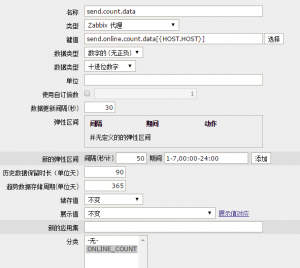 名称 send.count.data
类型 Zabbix 代理
键值 send.online.count.data[{HOST.HOST}] 选择
数据类型 数字的 (无正负)
数据类型 十进位数字
单位
使用自订倍数
数据更新间隔(秒) 30
弹性区间 间隔 期间 动作
并无定义的的弹性区间
新的弹性区间 间隔(秒计) 50 期间 1-7,00:00-24:00 添加
历史数据保留时长 (单位天) 90
趋势数据存储周期(单位天) 365
储存值 不变
展示值 不变 展示值对应
新的应用集
分类 -无-
ONLINE_COUNT